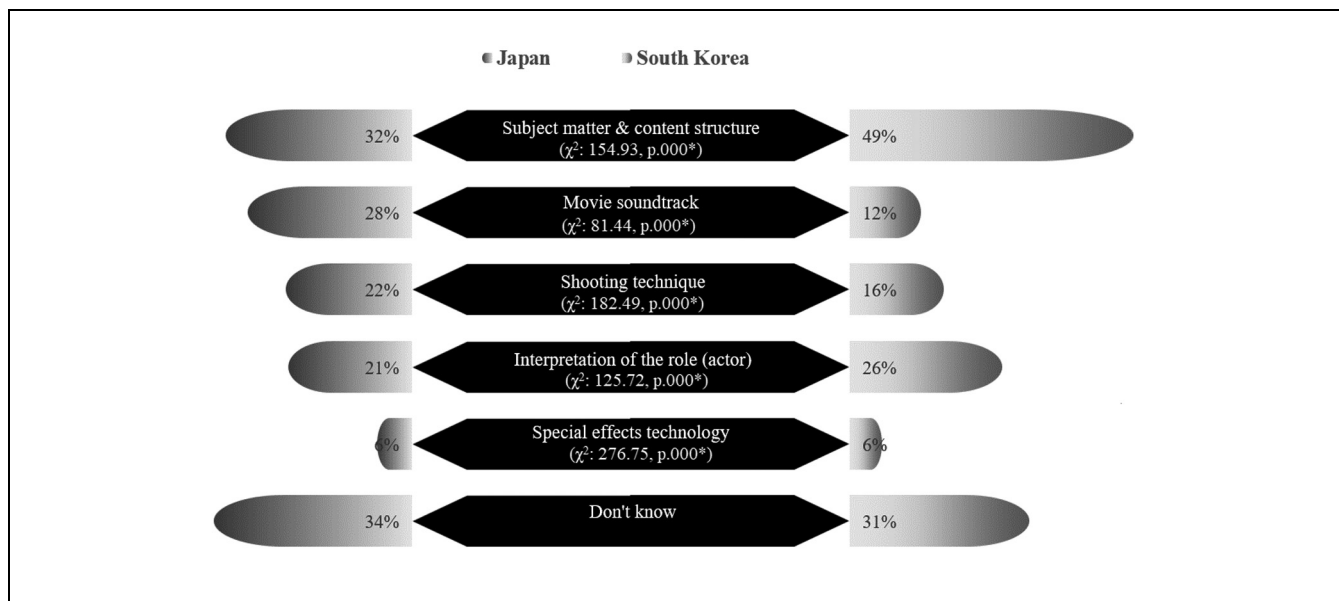 Japan South Korea
32% Subject matter & content structure 49%
(χ²: 154.93, p.000*)
Movie soundtrack
28% (χ²: 81.44, p.000*) 12%
Shooting technique
22% (χ²: 182.49, p.000*) 16%
Interpretation of the role (actor)
21% (χ²: 125.72, p.000*) 26%
Special effects technology
6% (χ²: 276.75, p.000*) 6%
Don't know
34% 31%